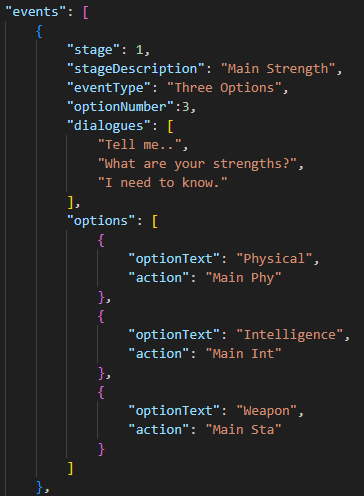 "events": [
{
"stage": 1,
"stageDescription": "Main Strength",
"eventType": "Three Options",
"optionNumber":3,
"dialogues": [
"Tell me..",
"What are your strengths?",
"I need to know."
],
"options": [
{
"optionText": "Physical",
"action": "Main Phy"
},
{
"optionText": "Intelligence",
"action": "Main Int"
},
{
"optionText": "Weapon",
"action": "Main Sta"
}
]
},